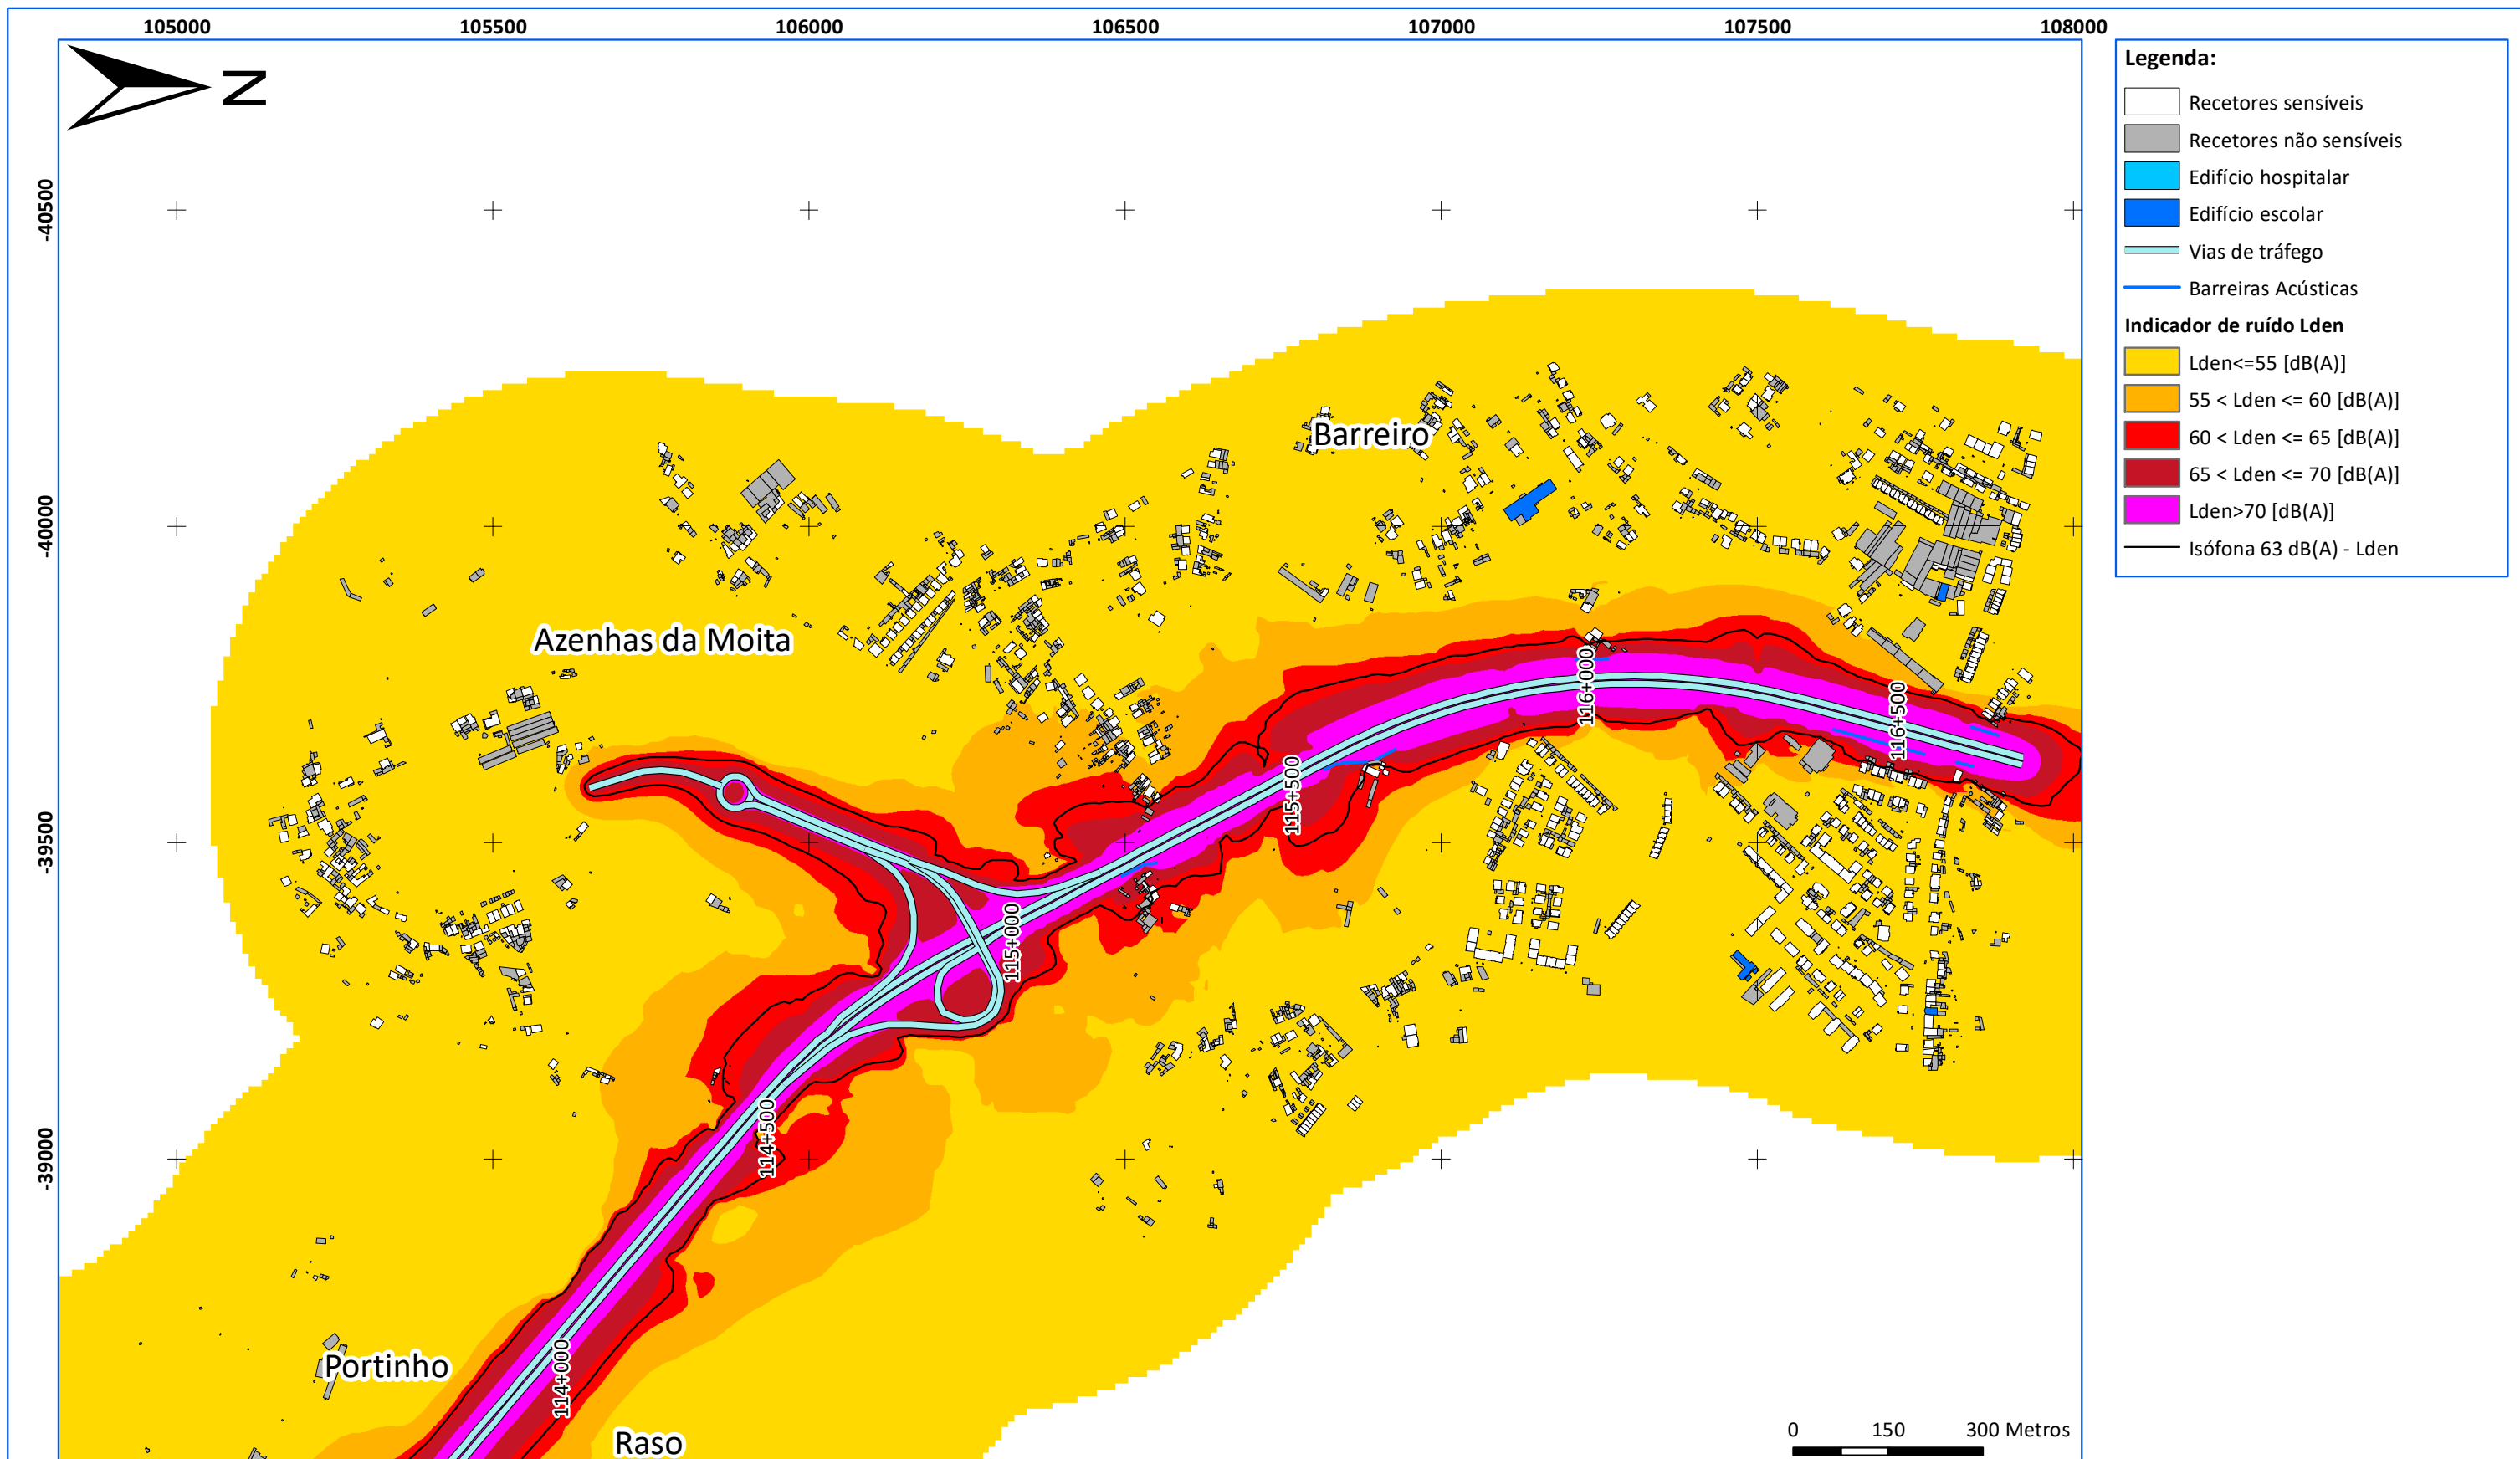 105000 105500 106000 106500 107000 107500 108000
N
-40500
-40000
-39500
-39000
Barreiro
Azenhas da Moita
116+000
116+500
115+500
115+000
114+500
114+000
Portinho
Raso
0 150 300 Metros
Legenda:
Recetores sensíveis
Recetores não sensíveis
Edifício hospitalar
Edifício escolar
Vias de tráfego
Barreiras Acústicas
Indicador de ruído Lden
Lden<=55 [dB(A)]
55 < Lden <= 60 [dB(A)]
60 < Lden <= 65 [dB(A)]
65 < Lden <= 70 [dB(A)]
Lden>70 [dB(A)]
Isófona 63 dB(A) - Lden